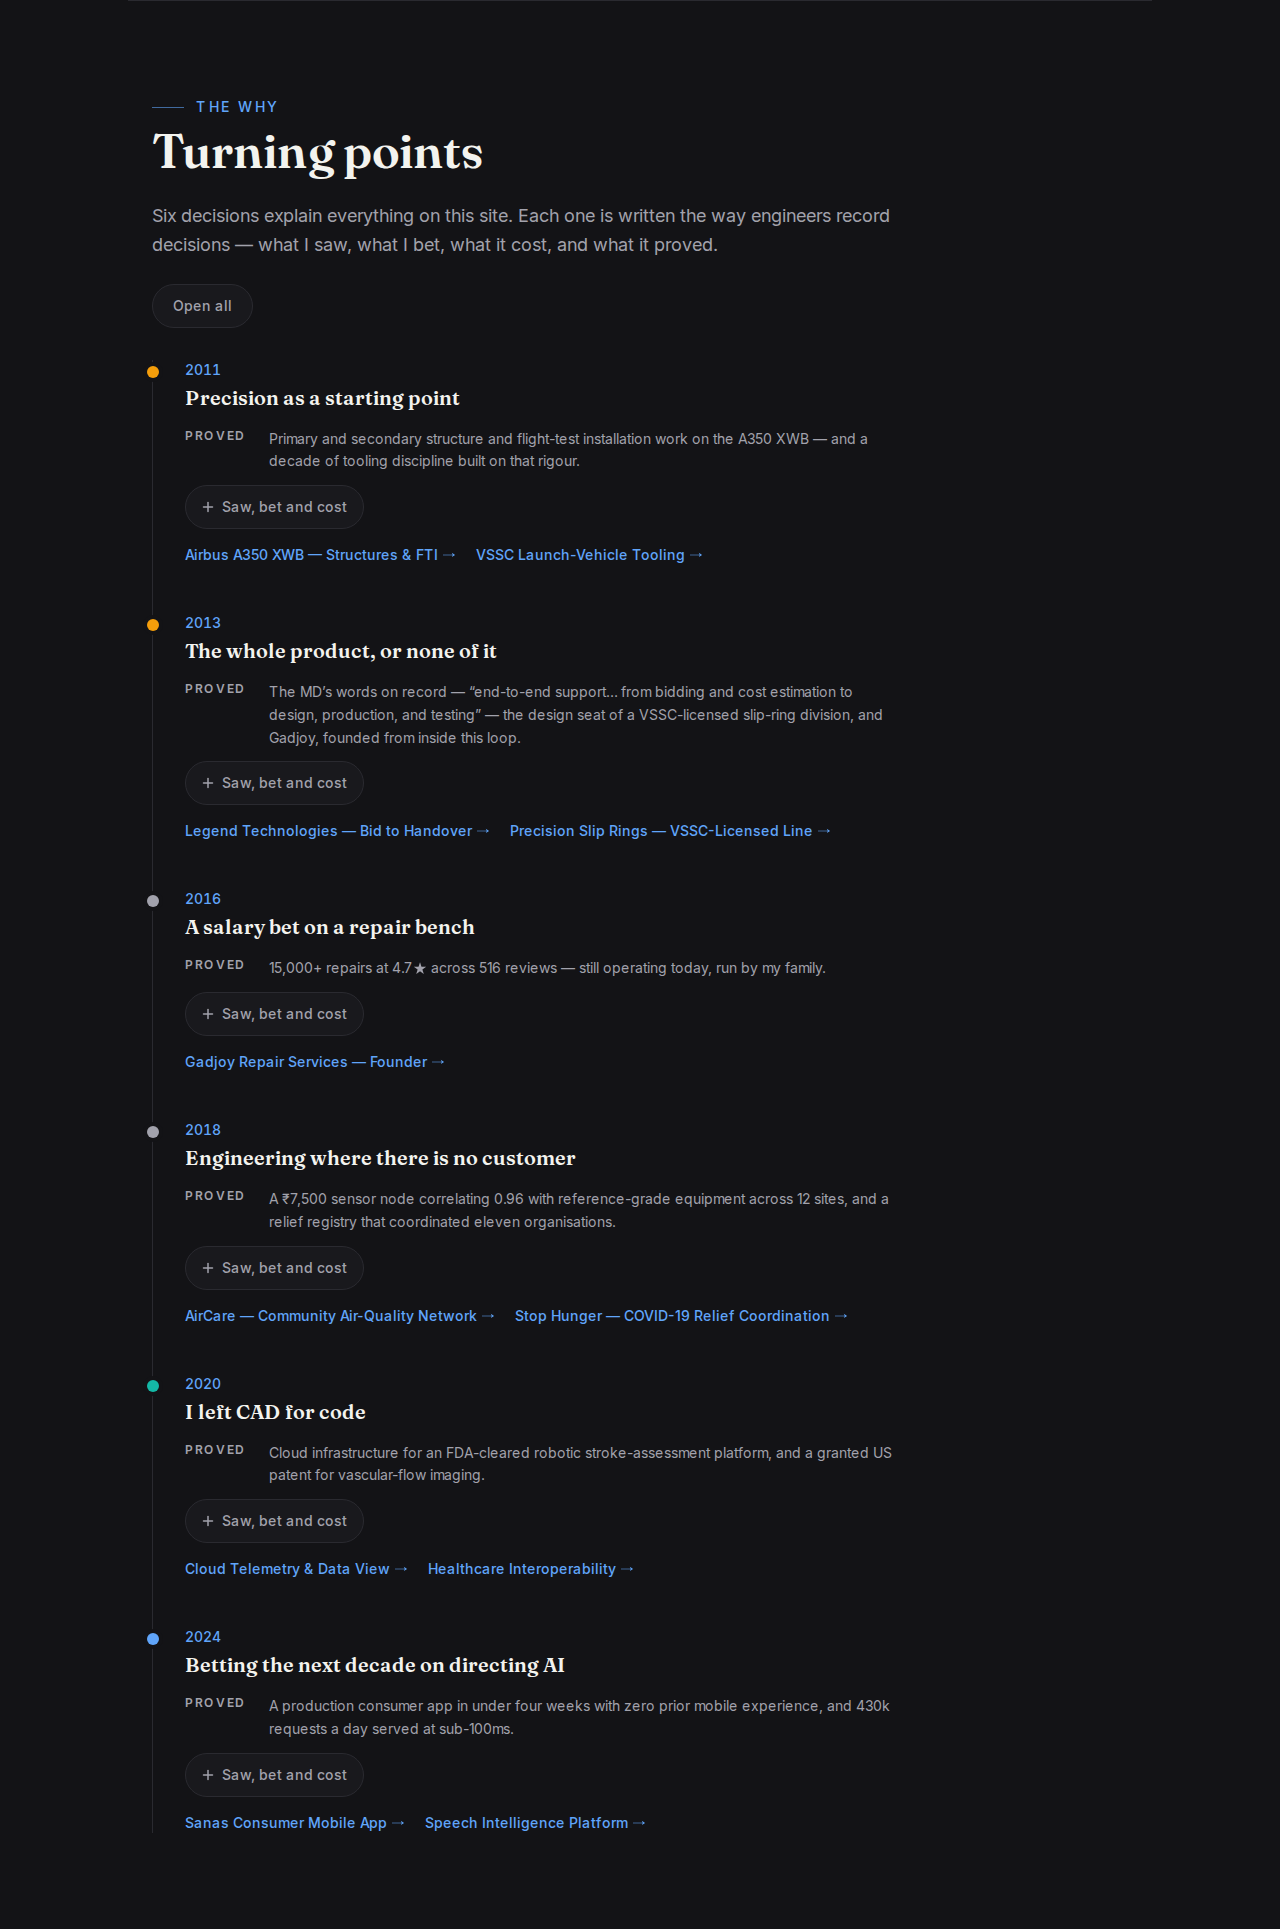 THE WHY
Turning points
Six decisions explain everything on this site. Each one is written the way engineers record
decisions — what I saw, what I bet, what it cost, and what it proved.
Open all
2011
Precision as a starting point
PROVED Primary and secondary structure and flight-test installation work on the A350 XWB — and a
decade of tooling discipline built on that rigour.
+ Saw, bet and cost
Airbus A350 XWB — Structures & FTI → VSSC Launch-Vehicle Tooling →
2013
The whole product, or none of it
PROVED The MD’s words on record — “end-to-end support… from bidding and cost estimation to
design, production, and testing” — the design seat of a VSSC-licensed slip-ring division, and
Gadjoy, founded from inside this loop.
+ Saw, bet and cost
Legend Technologies — Bid to Handover → Precision Slip Rings — VSSC-Licensed Line →
2016
A salary bet on a repair bench
PROVED 15,000+ repairs at 4.7★ across 516 reviews — still operating today, run by my family.
+ Saw, bet and cost
Gadjoy Repair Services — Founder →
2018
Engineering where there is no customer
PROVED A ₹7,500 sensor node correlating 0.96 with reference-grade equipment across 12 sites, and a
relief registry that coordinated eleven organisations.
+ Saw, bet and cost
AirCare — Community Air-Quality Network → Stop Hunger — COVID-19 Relief Coordination →
2020
I left CAD for code
PROVED Cloud infrastructure for an FDA-cleared robotic stroke-assessment platform, and a granted US
patent for vascular-flow imaging.
+ Saw, bet and cost
Cloud Telemetry & Data View → Healthcare Interoperability →
2024
Betting the next decade on directing AI
PROVED A production consumer app in under four weeks with zero prior mobile experience, and 430k
requests a day served at sub-100ms.
+ Saw, bet and cost
Sanas Consumer Mobile App → Speech Intelligence Platform →